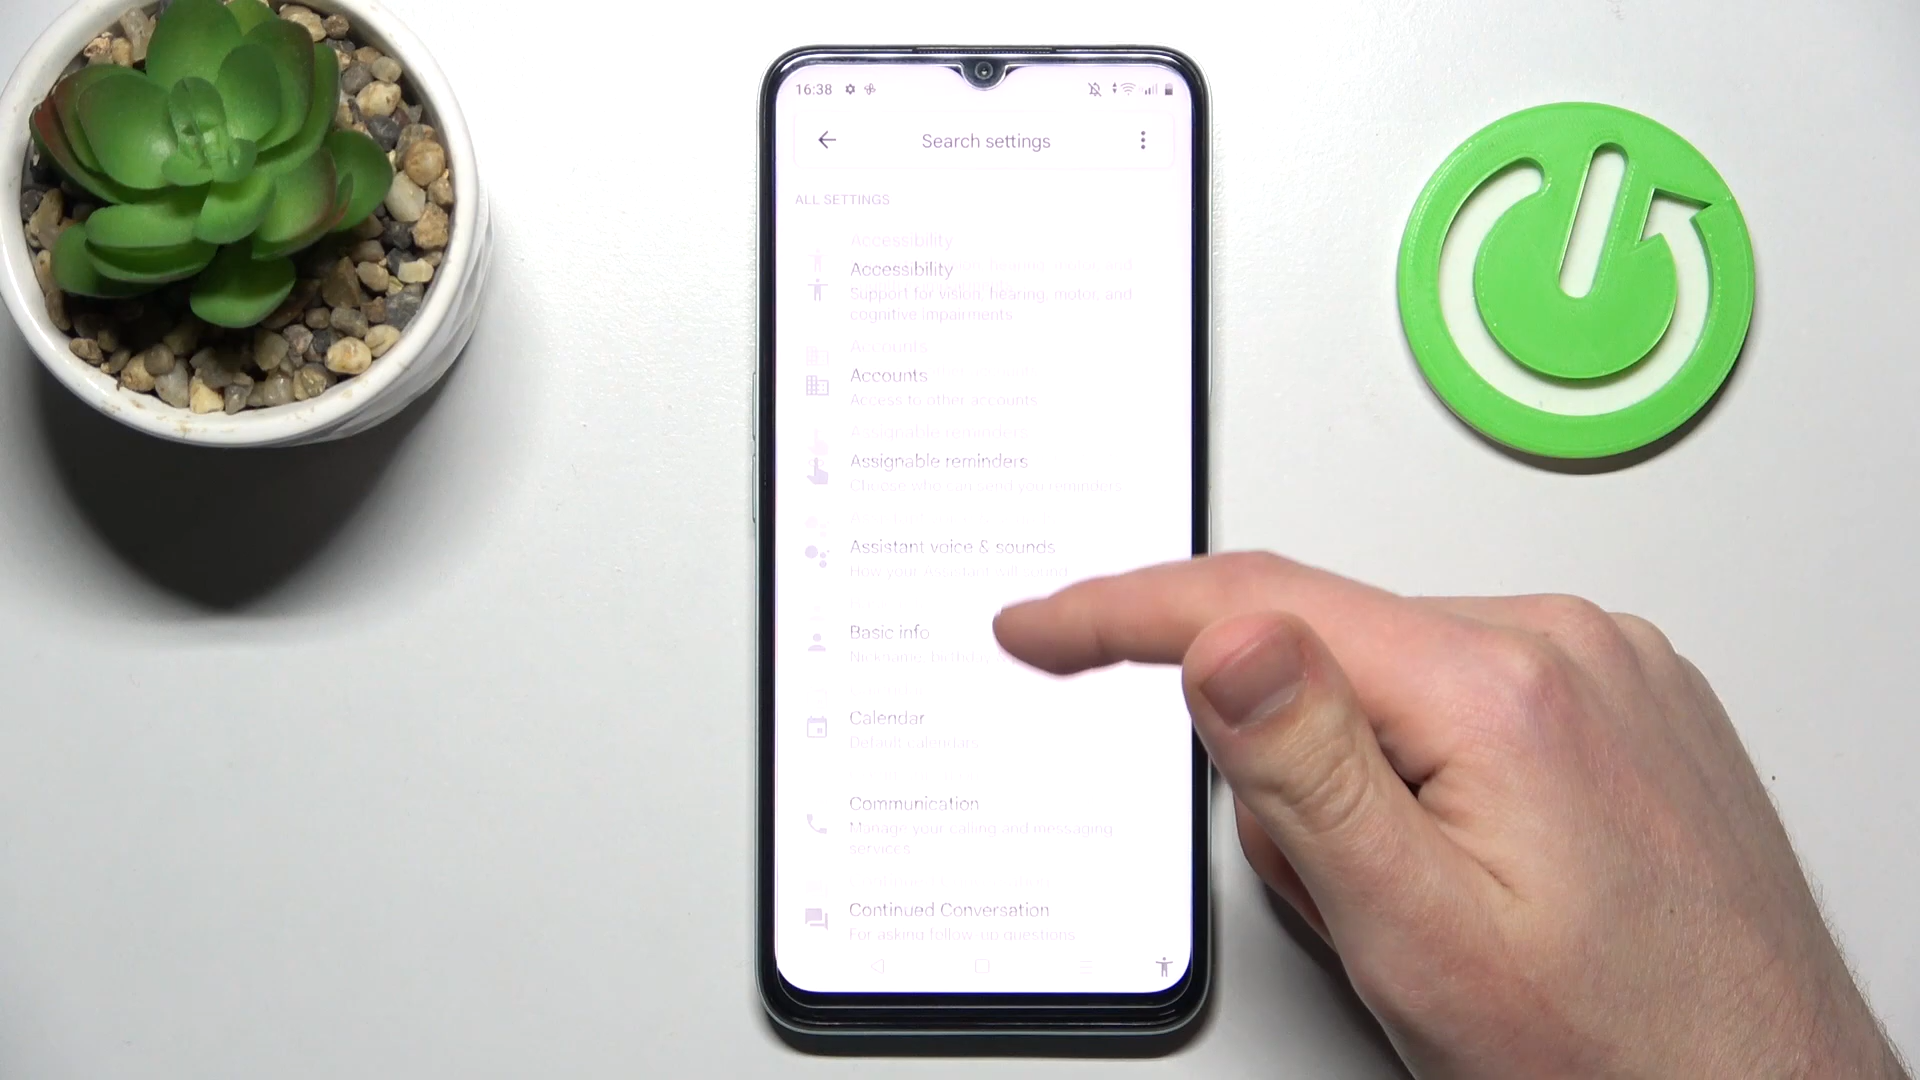 16:38
Search settings
ALL SETTINGS
Accessibility
Accessibility
Support for vision, hearing, motor, and
cognitive impairments
Accounts
Accounts
Access to other accounts
Assignable reminders
Assignable reminders
Choose who can send you reminders
Assistant voice & sounds
How your Assistant will sound
Basic info
Nickname, birthday,
Calendar
Default calendars
Communication
Manage your calling and messaging
services
Continued Conversation
For asking follow-up questions